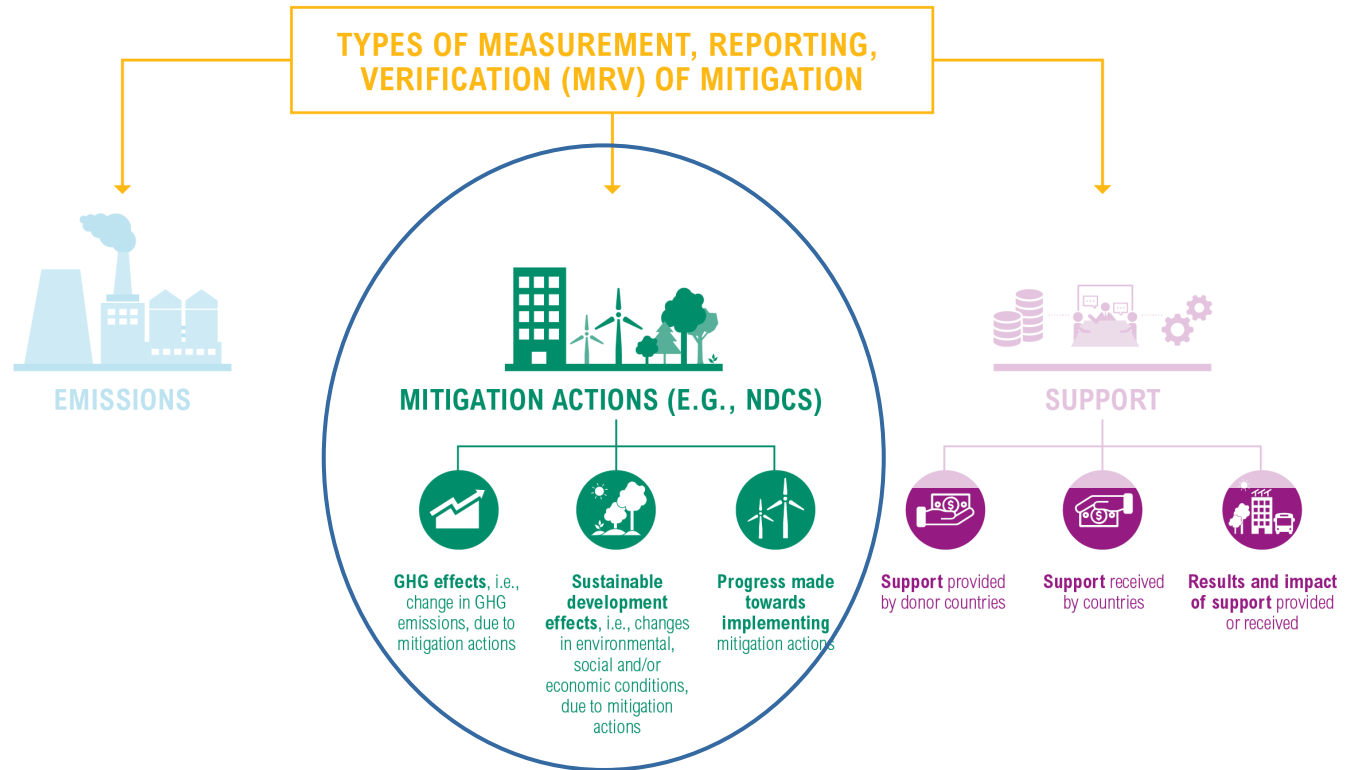 TYPES OF MEASUREMENT, REPORTING,
VERIFICATION (MRV) OF MITIGATION
EMISSIONS
MITIGATION ACTIONS (E.G., NDCS)
SUPPORT
GHG effects, i.e.,
change in GHG
emissions, due to
mitigation actions
Sustainable
development
effects, i.e., changes
in environmental,
social and/or
economic conditions,
due to mitigation
actions
Progress made
towards
implementing
mitigation actions
Support provided
by donor countries
Support received
by countries
Results and impact
of support provided
or received